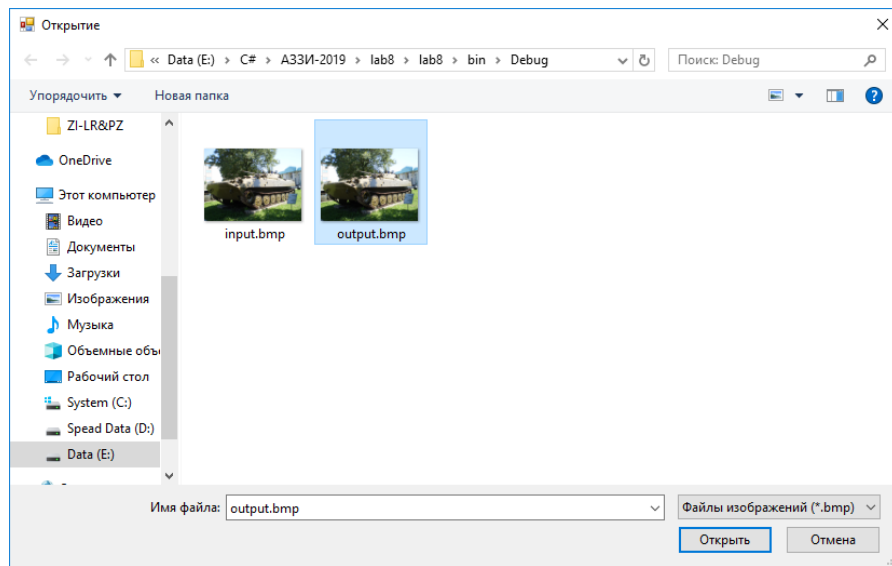 Открытие
« Data (E:) › C# › АЗЗИ-2019 › lab8 › lab8 › bin › Debug
Поиск: Debug
Упорядочить
Новая папка
ZI-LR&PZ
OneDrive
Этот компьютер
Видео
Документы
Загрузки
Изображения
Музыка
Объемные объ
Рабочий стол
System (C:)
Spead Data (D:)
Data (E:)
input.bmp
output.bmp
Имя файла: output.bmp
Файлы изображений (*.bmp)
Открыть
Отмена